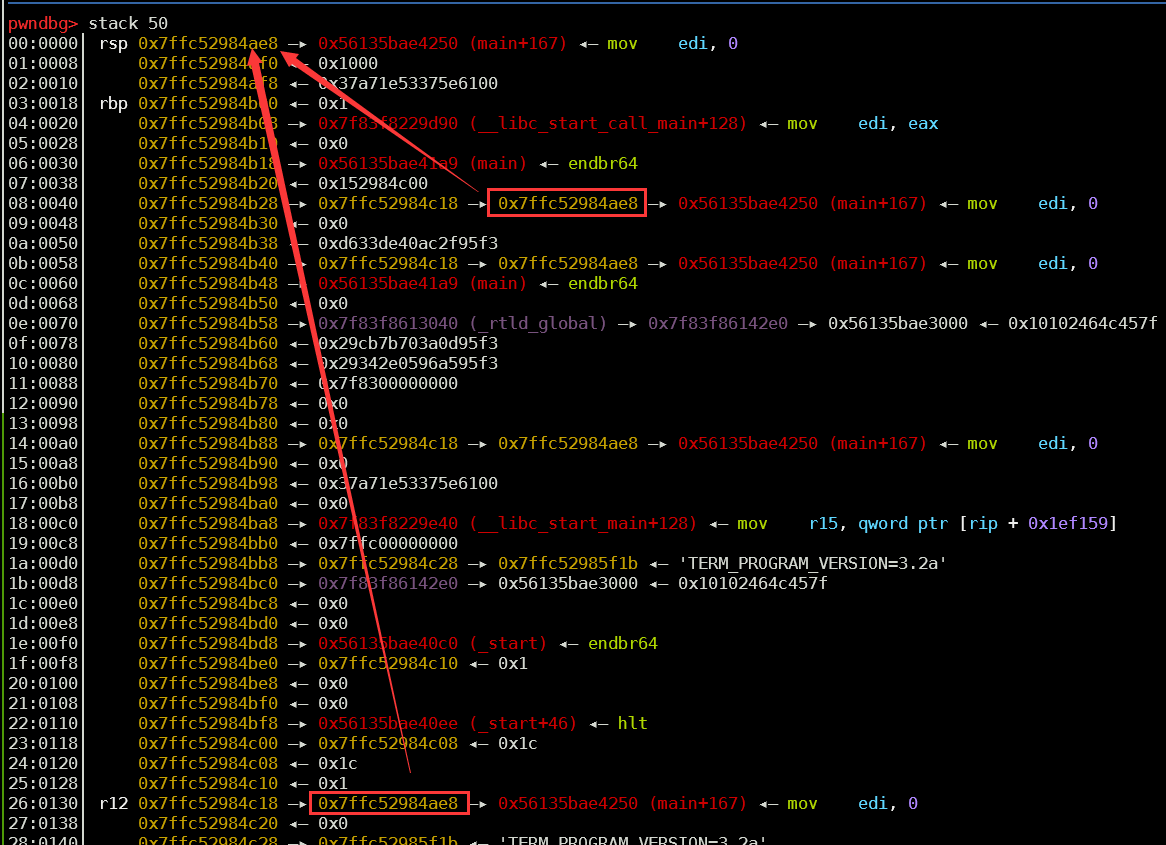 pwndbg> stack 50
00:0000│ rsp 0x7ffc52984ae8 —▸ 0x56135bae4250 (main+167) ◂— mov    edi, 0
01:0008│     0x7ffc52984af0 ◂— 0x1000
02:0010│     0x7ffc52984af8 ◂— 0x37a71e53375e6100
03:0018│ rbp 0x7ffc52984b00 ◂— 0x1
04:0020│     0x7ffc52984b08 —▸ 0x7f83f8229d90 (__libc_start_call_main+128) ◂— mov    edi, eax
05:0028│     0x7ffc52984b10 ◂— 0x0
06:0030│     0x7ffc52984b18 —▸ 0x56135bae41a9 (main) ◂— endbr64
07:0038│     0x7ffc52984b20 ◂— 0x152984c00
08:0040│     0x7ffc52984b28 —▸ 0x7ffc52984c18 —▸ 0x7ffc52984ae8 —▸ 0x56135bae4250 (main+167) ◂— mov    edi, 0
09:0048│     0x7ffc52984b30 ◂— 0x0
0a:0050│     0x7ffc52984b38 ◂— 0xd633de40ac2f95f3
0b:0058│     0x7ffc52984b40 —▸ 0x7ffc52984c18 —▸ 0x7ffc52984ae8 —▸ 0x56135bae4250 (main+167) ◂— mov    edi, 0
0c:0060│     0x7ffc52984b48 —▸ 0x56135bae41a9 (main) ◂— endbr64
0d:0068│     0x7ffc52984b50 ◂— 0x0
0e:0070│     0x7ffc52984b58 —▸ 0x7f83f8613040 (_rtld_global) —▸ 0x7f83f86142e0 —▸ 0x56135bae3000 ◂— 0x10102464c457f
0f:0078│     0x7ffc52984b60 ◂— 0x29cb7b703a0d95f3
10:0080│     0x7ffc52984b68 ◂— 0x29342e0596a595f3
11:0088│     0x7ffc52984b70 ◂— 0x7f8300000000
12:0090│     0x7ffc52984b78 ◂— 0x0
13:0098│     0x7ffc52984b80 ◂— 0x0
14:00a0│     0x7ffc52984b88 —▸ 0x7ffc52984c18 —▸ 0x7ffc52984ae8 —▸ 0x56135bae4250 (main+167) ◂— mov    edi, 0
15:00a8│     0x7ffc52984b90 ◂— 0x0
16:00b0│     0x7ffc52984b98 ◂— 0x37a71e53375e6100
17:00b8│     0x7ffc52984ba0 ◂— 0x0
18:00c0│     0x7ffc52984ba8 —▸ 0x7f83f8229e40 (__libc_start_main+128) ◂— mov    r15, qword ptr [rip + 0x1ef159]
19:00c8│     0x7ffc52984bb0 ◂— 0x7ffc00000000
1a:00d0│     0x7ffc52984bb8 —▸ 0x7ffc52984c28 —▸ 0x7ffc52985f1b ◂— 'TERM_PROGRAM_VERSION=3.2a'
1b:00d8│     0x7ffc52984bc0 —▸ 0x7f83f86142e0 —▸ 0x56135bae3000 ◂— 0x10102464c457f
1c:00e0│     0x7ffc52984bc8 ◂— 0x0
1d:00e8│     0x7ffc52984bd0 ◂— 0x0
1e:00f0│     0x7ffc52984bd8 —▸ 0x56135bae40c0 (_start) ◂— endbr64
1f:00f8│     0x7ffc52984be0 —▸ 0x7ffc52984c10 ◂— 0x1
20:0100│     0x7ffc52984be8 ◂— 0x0
21:0108│     0x7ffc52984bf0 ◂— 0x0
22:0110│     0x7ffc52984bf8 —▸ 0x56135bae40ee (_start+46) ◂— hlt
23:0118│     0x7ffc52984c00 —▸ 0x7ffc52984c08 ◂— 0x1c
24:0120│     0x7ffc52984c08 ◂— 0x1c
25:0128│     0x7ffc52984c10 ◂— 0x1
26:0130│ r12 0x7ffc52984c18 —▸ 0x7ffc52984ae8 —▸ 0x56135bae4250 (main+167) ◂— mov    edi, 0
27:0138│     0x7ffc52984c20 ◂— 0x0
28:0140│     0x7ffc52984c28 —▸ 0x7ffc52985f1b ◂— 'TERM_PROGRAM_VERSION=3.2a'